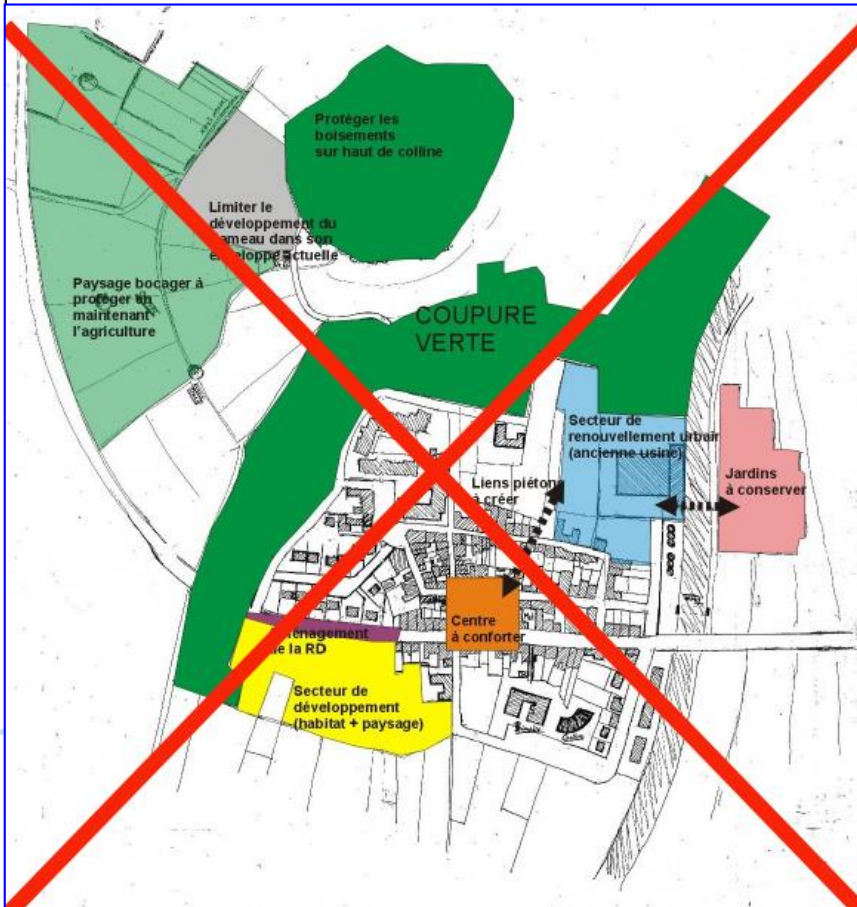 Protéger les
boisements
sur haut de colline
Limiter le
développement du
hameau dans son
enveloppe actuelle
Paysage bocager à
protéger en
maintenant
l'agriculture
COUPURE
VERTE
Secteur de
renouvellement urbain
(ancienne usine)
Liens piétons
à créer
Jardins
à conserver
Centre
à conforter
Aménagement
de la RD
Secteur de
développement
(habitat + paysage)